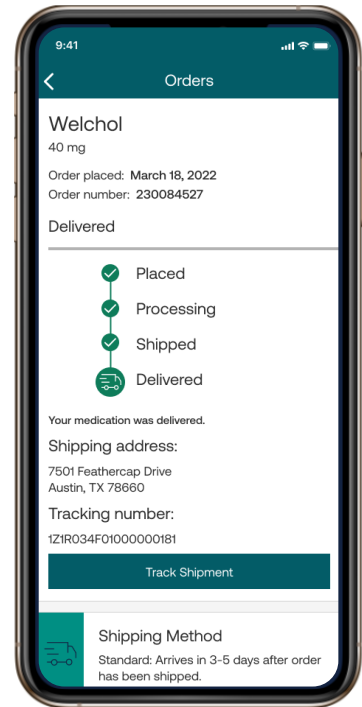 9:41
Orders
Welchol
40 mg
Order placed: March 18, 2022
Order number: 230084527
Delivered
Placed
Processing
Shipped
Delivered
Your medication was delivered.
Shipping address:
7501 Feathercap Drive
Austin, TX 78660
Tracking number:
1Z1R034F01000000181
Track Shipment
Shipping Method
Standard: Arrives in 3-5 days after order
has been shipped.